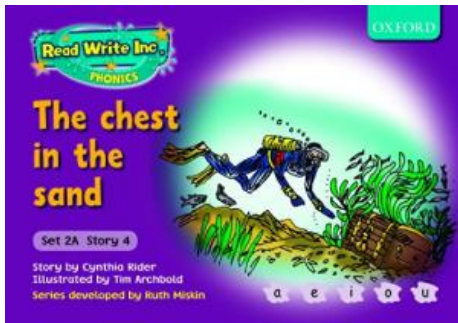 OXFORD
Read Write Inc.
PHONICS
The chest
in the
sand
Set 2A Story 4
Story by Cynthia Rider
Illustrated by Tim Archbold
Series developed by Ruth Miskin
a e i o u